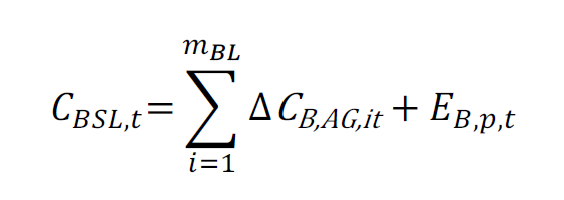 C_{BSL,t} = \sum_{i=1}^{m_{BL}} \Delta C_{B,AG,it} + E_{B,p,t}